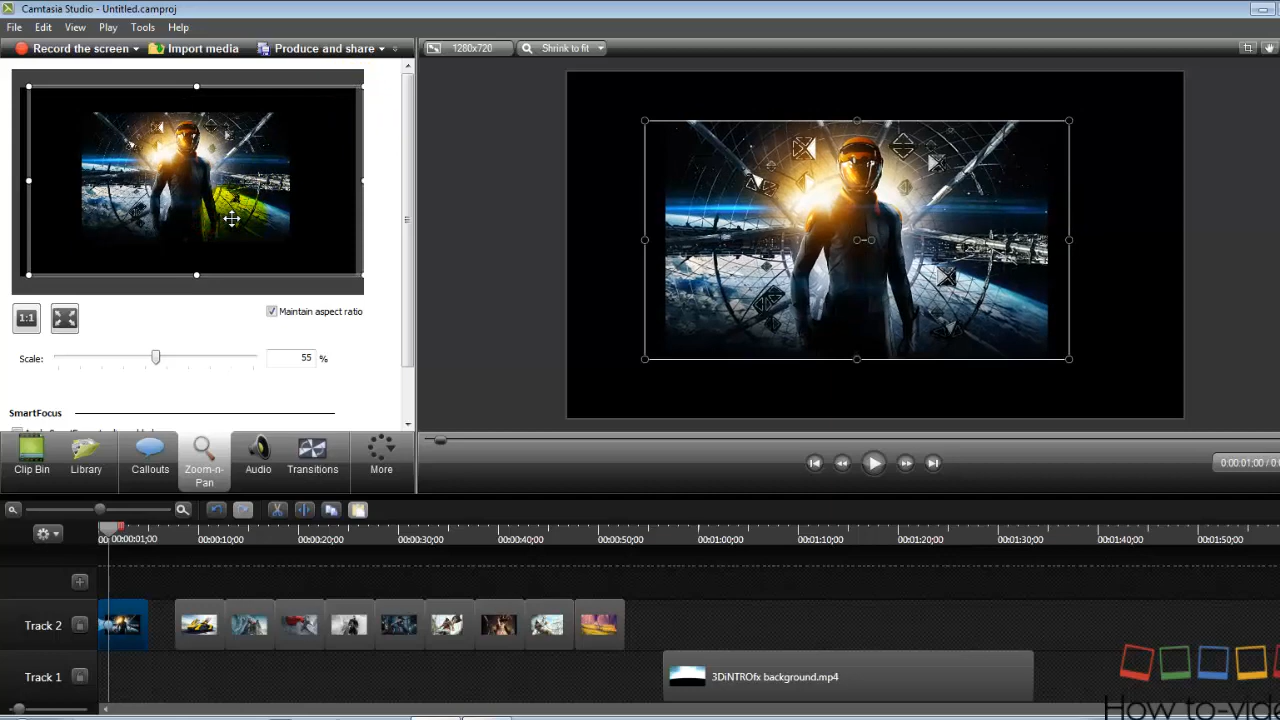 Camtasia Studio - Untitled.camproj
File Edit View Play Tools Help
Record the screen Import media Produce and share 1280x720 Shrink to fit
1:1 Maintain aspect ratio
Scale: 55 %
SmartFocus
Clip Bin Library Callouts Zoom-n-Pan Audio Transitions More
0:00:01;00 / 0:0
00:00:01;00 00:00:10;00 00:00:20;00 00:00:30;00 00:00:40;00 00:00:50;00 00:01:00;00 00:01:10;00 00:01:20;00 00:01:30;00 00:01:40;00 00:01:50;00
Track 2
Track 1 3DiNTROfx background.mp4
How to-vide